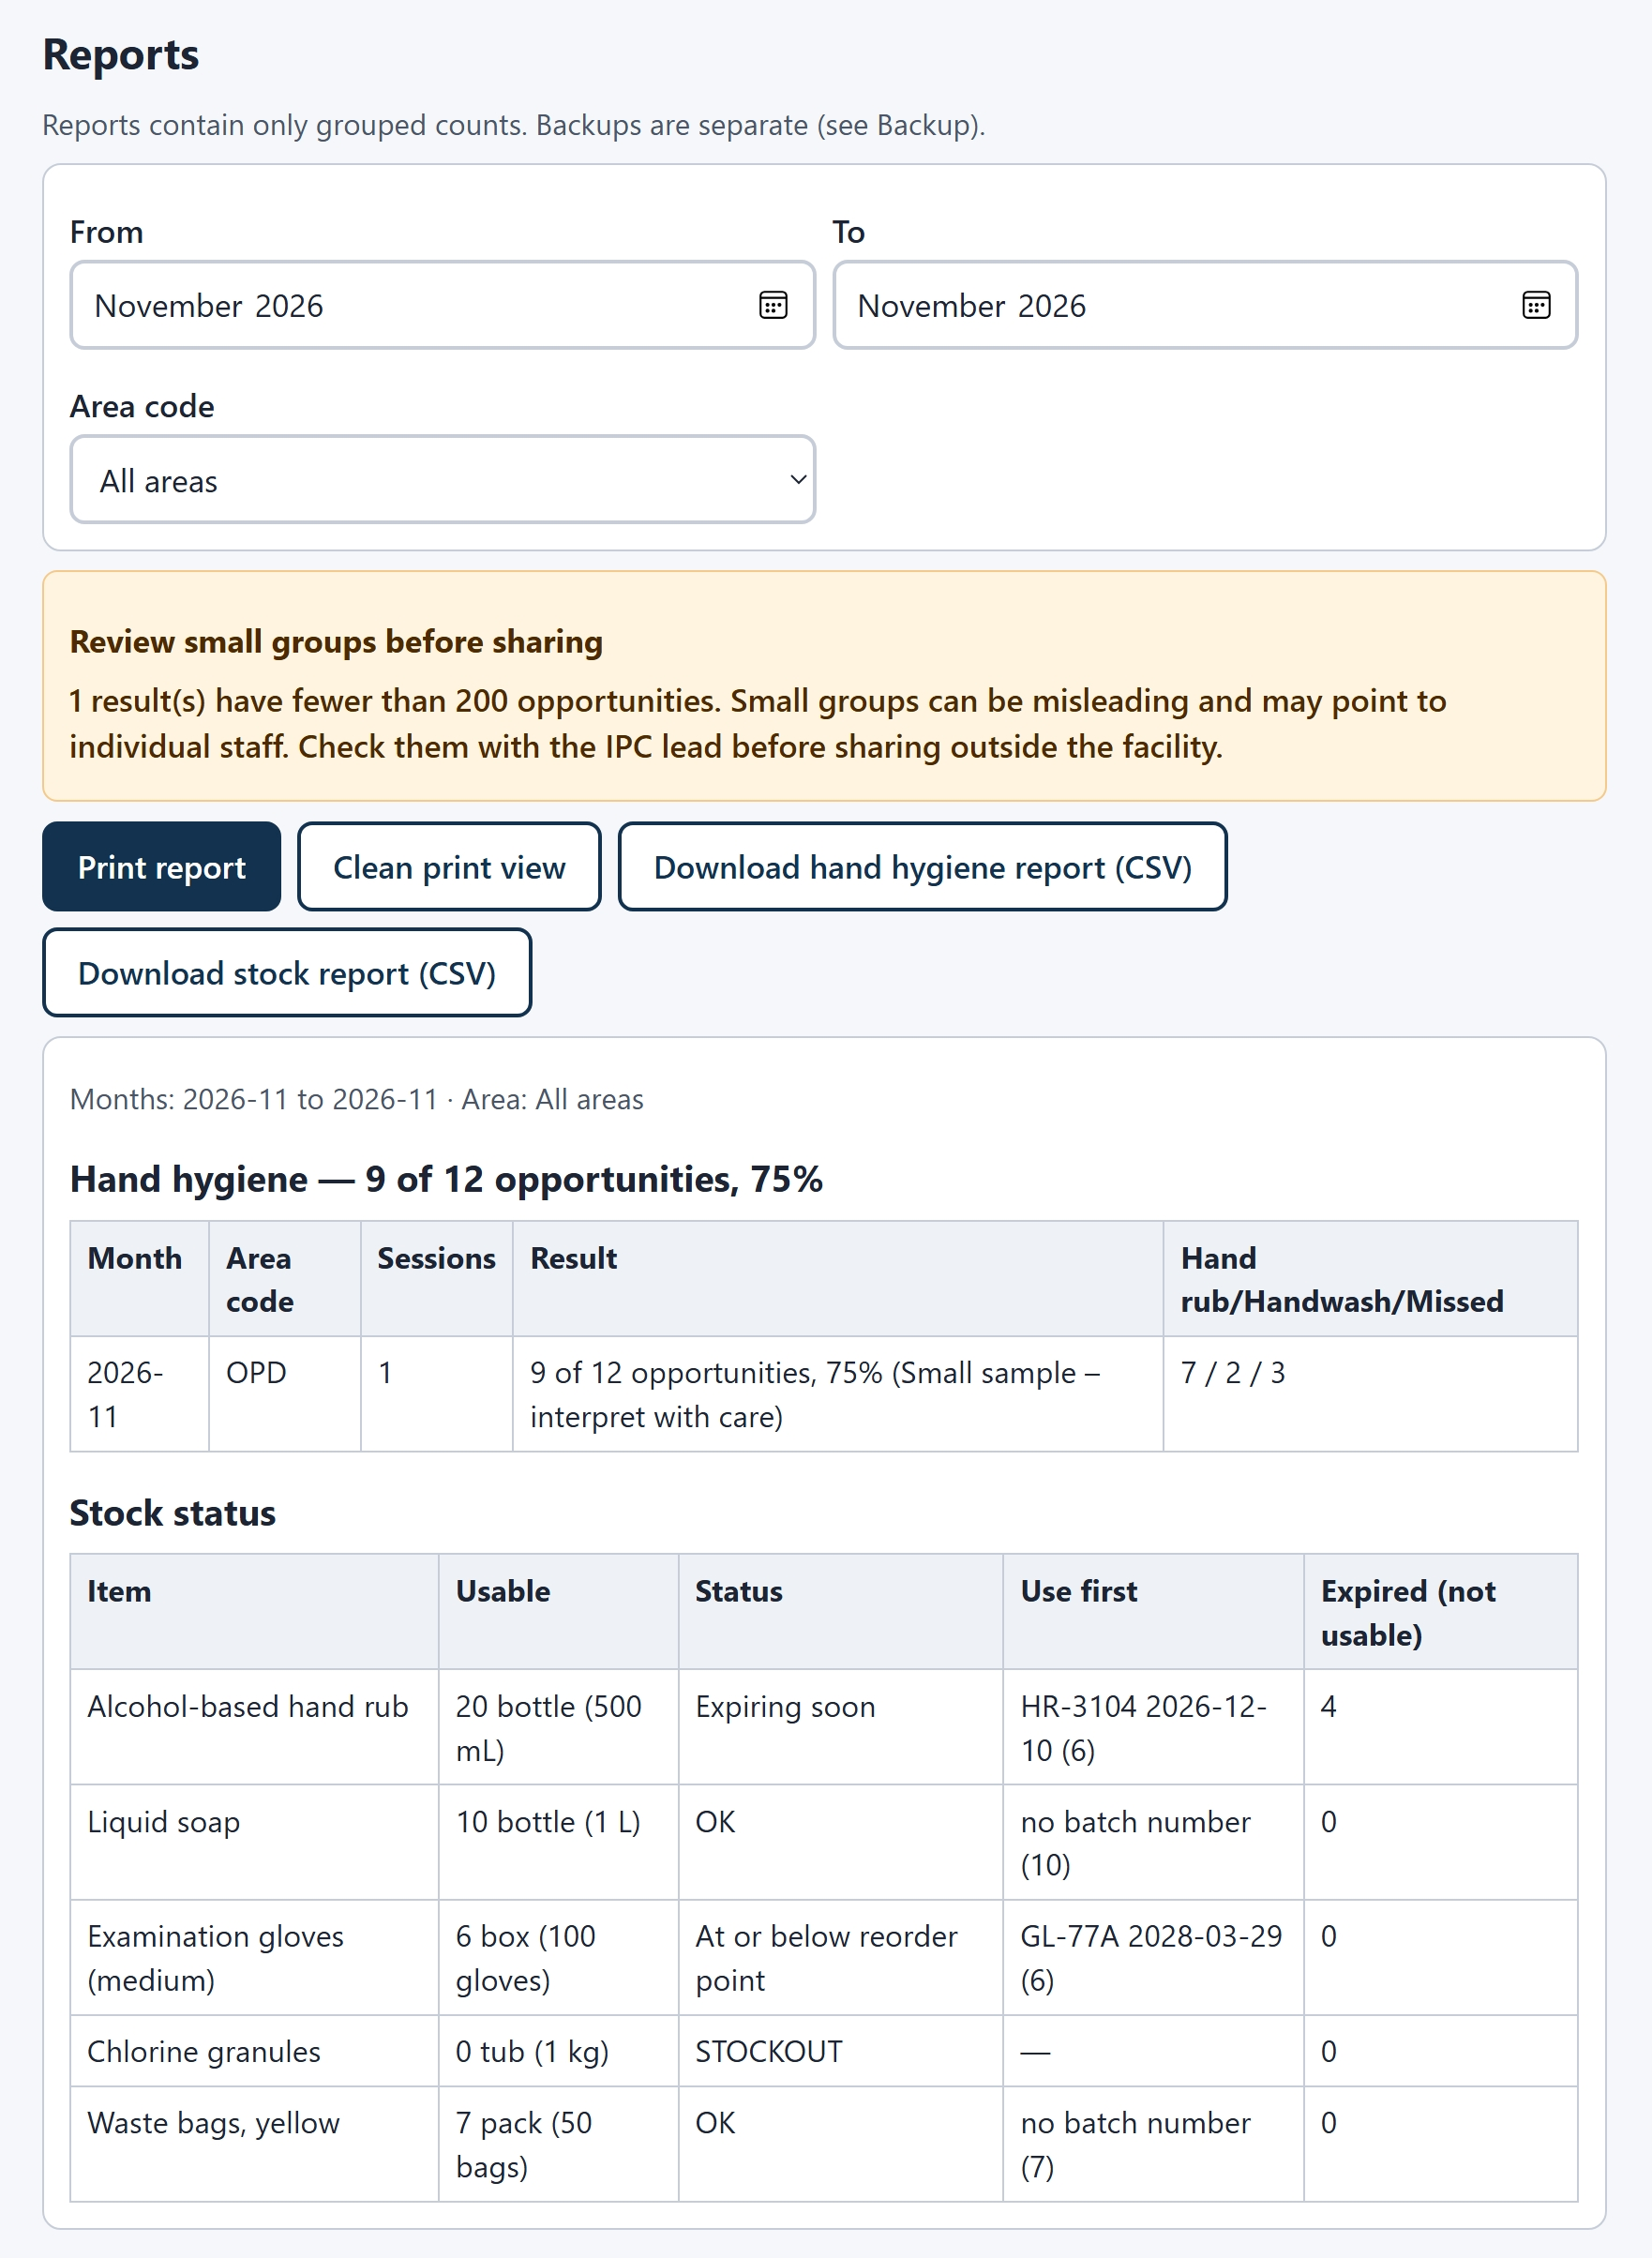 Reports
Reports contain only grouped counts. Backups are separate (see Backup).
From
To
November 2026
November 2026
Area code
All areas
Review small groups before sharing
1 result(s) have fewer than 200 opportunities. Small groups can be misleading and may point to
individual staff. Check them with the IPC lead before sharing outside the facility.
Print report
Clean print view
Download hand hygiene report (CSV)
Download stock report (CSV)
Months: 2026-11 to 2026-11 · Area: All areas
Hand hygiene — 9 of 12 opportunities, 75%
Month
Area
code
Sessions
Result
Hand
rub/Handwash/Missed
2026-
11
OPD
1
9 of 12 opportunities, 75% (Small sample –
interpret with care)
7 / 2 / 3
Stock status
Item
Usable
Status
Use first
Expired (not
usable)
Alcohol-based hand rub
20 bottle (500
mL)
Expiring soon
HR-3104 2026-12-
10 (6)
4
Liquid soap
10 bottle (1 L)
OK
no batch number
(10)
0
Examination gloves
(medium)
6 box (100
gloves)
At or below reorder
point
GL-77A 2028-03-29
(6)
0
Chlorine granules
0 tub (1 kg)
STOCKOUT
—
0
Waste bags, yellow
7 pack (50
bags)
OK
no batch number
(7)
0